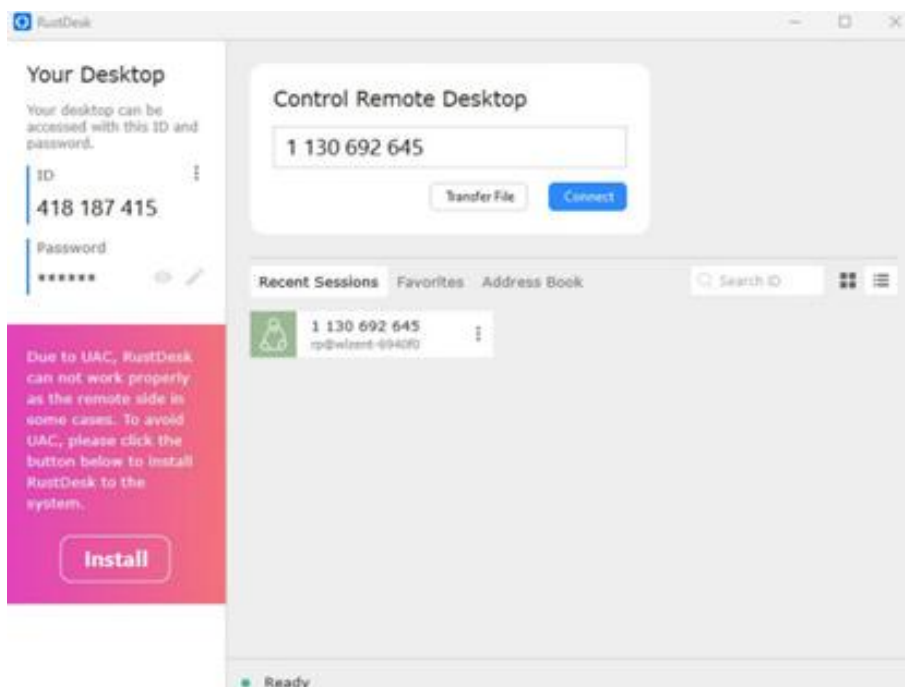 RustDesk
Your Desktop
Your desktop can be
accessed with this ID and
password.
ID
418 187 415
Password
******
Due to UAC, RustDesk
can not work properly
as the remote side in
some cases. To avoid
UAC, please click the
button below to install
RustDesk to the
system.
Install
Control Remote Desktop
1 130 692 645
Transfer File
Connect
Recent Sessions
Favorites
Address Book
Search ID
1 130 692 645
Ready